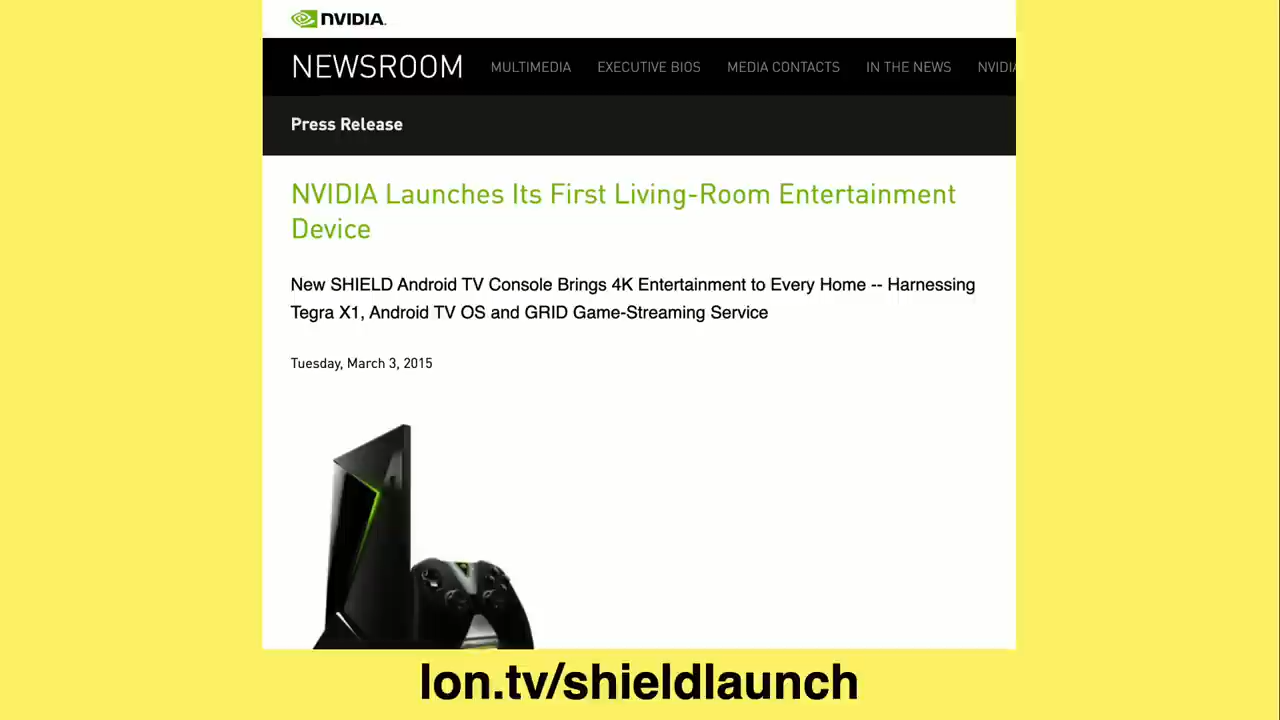 NVIDIA.
NEWSROOM MULTIMEDIA EXECUTIVE BIOS MEDIA CONTACTS IN THE NEWS
Press Release
NVIDIA Launches Its First Living-Room Entertainment
Device
New SHIELD Android TV Console Brings 4K Entertainment to Every Home -- Harnessing
Tegra X1, Android TV OS and GRID Game-Streaming Service
Tuesday, March 3, 2015
lon.tv/shieldlaunch